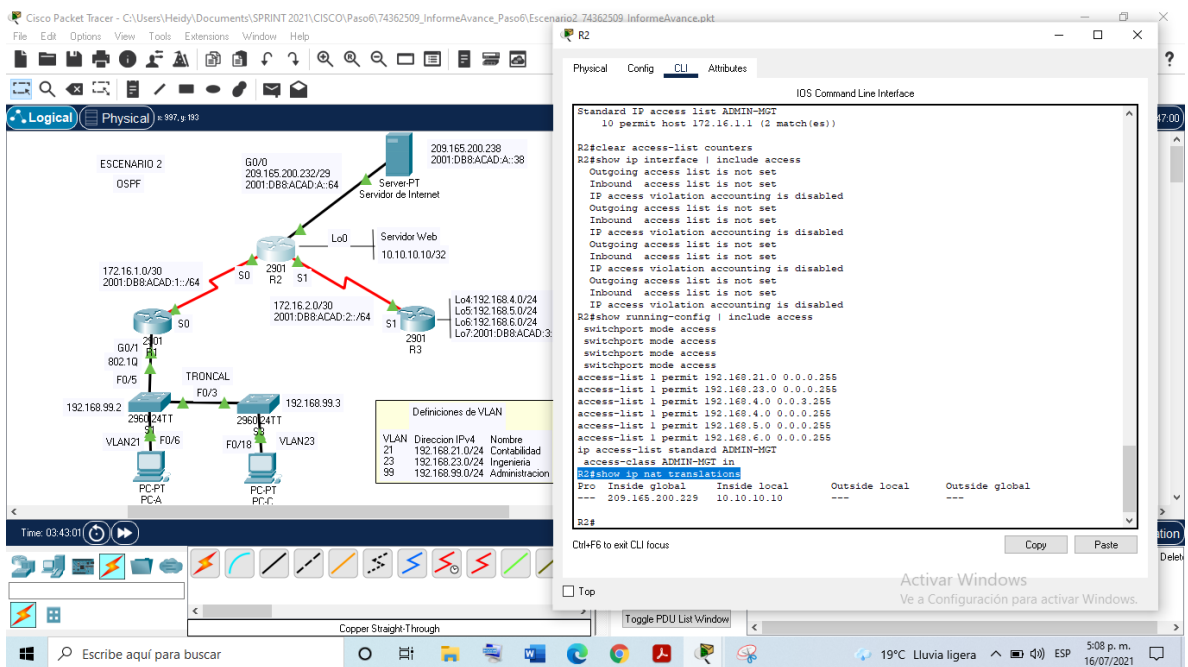 Cisco Packet Tracer - C:\Users\Heidy\Documents\SPRINT 2021\CISCO\Paso6\74362509_InformeAvance_Paso6\Escenario2_74362509_InformeAvance.pkt
File Edit Options View Tools Extensions Window Help
Logical Physical x: 997, y: 193
47:00
ESCENARIO 2
OSPF
G0/0
209.165.200.232/29
2001:DB8:ACAD:A::64
209.165.200.238
2001:DB8:ACAD:A::38
Server-PT
Servidor de Internet
Lo0
Servidor Web
10.10.10.10/32
2901
R2
S0
S1
172.16.1.0/30
2001:DB8:ACAD:1::/64
172.16.2.0/30
2001:DB8:ACAD:2::/64
S0
2901
R1
S1
2901
R3
Lo4:192.168.4.0/24
Lo5:192.168.5.0/24
Lo6:192.168.6.0/24
Lo7:2001:DB8:ACAD:3:
G0/1
802.1Q
F0/5
TRONCAL
F0/3
192.168.99.2
2960-24TT
S1
192.168.99.3
2960-24TT
S3
VLAN21
F0/6
F0/18
VLAN23
PC-PT
PC-A
PC-PT
PC-C
Definiciones de VLAN
VLAN Direccion IPv4 Nombre
21 192.168.21.0/24 Contabilidad
23 192.168.23.0/24 Ingenieria
99 192.168.99.0/24 Administracion
Time: 03:43:01
Copper Straight-Through
Toggle PDU List Window
R2
Physical Config CLI Attributes
IOS Command Line Interface
Standard IP access list ADMIN-MGT
10 permit host 172.16.1.1 (2 match(es))
R2#clear access-list counters
R2#show ip interface | include access
Outgoing access list is not set
Inbound access list is not set
IP access violation accounting is disabled
Outgoing access list is not set
Inbound access list is not set
IP access violation accounting is disabled
Outgoing access list is not set
Inbound access list is not set
IP access violation accounting is disabled
Outgoing access list is not set
Inbound access list is not set
IP access violation accounting is disabled
R2#show running-config | include access
switchport mode access
switchport mode access
switchport mode access
switchport mode access
access-list 1 permit 192.168.21.0 0.0.0.255
access-list 1 permit 192.168.23.0 0.0.0.255
access-list 1 permit 192.168.4.0 0.0.3.255
access-list 1 permit 192.168.4.0 0.0.0.255
access-list 1 permit 192.168.5.0 0.0.0.255
access-list 1 permit 192.168.6.0 0.0.0.255
ip access-list standard ADMIN-MGT
access-class ADMIN-MGT in
R2#show ip nat translations
Pro Inside global Inside local Outside local Outside global
--- 209.165.200.229 10.10.10.10 --- ---
R2#
Ctrl+F6 to exit CLI focus
Copy Paste
Top
Activar Windows
Ve a Configuración para activar Windows.
Escribe aquí para buscar
19°C Lluvia ligera
ESP
5:08 p. m.
16/07/2021